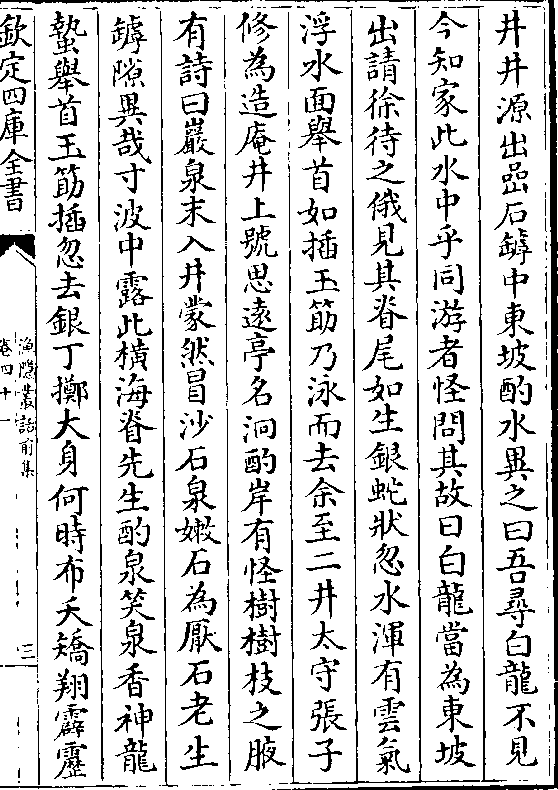 井井源出嵒石罅中東坡酌水異之曰吾尋白龍不見
今知家此水中乎同游者怪問其故曰白龍當為東坡
出請徐待之俄見其脊尾如生銀蛇狀忽水渾有雲氣
浮水面舉首如插玉筯乃泳而去余至二井太守張子
修為造庵井上號思遠亭名泂酌岸有怪樹樹枝之腋
有詩曰巖泉末入井蒙然冒沙石泉嫩石為厭石老生
罅隙異哉寸波中露此橫海脊先生酌泉笑泉香神龍
蟄舉首玉筯插忽去銀丁擲大身何時布夭矯翔霹靂
欽定四庫全書
漁隱叢話前集
卷四十一
三